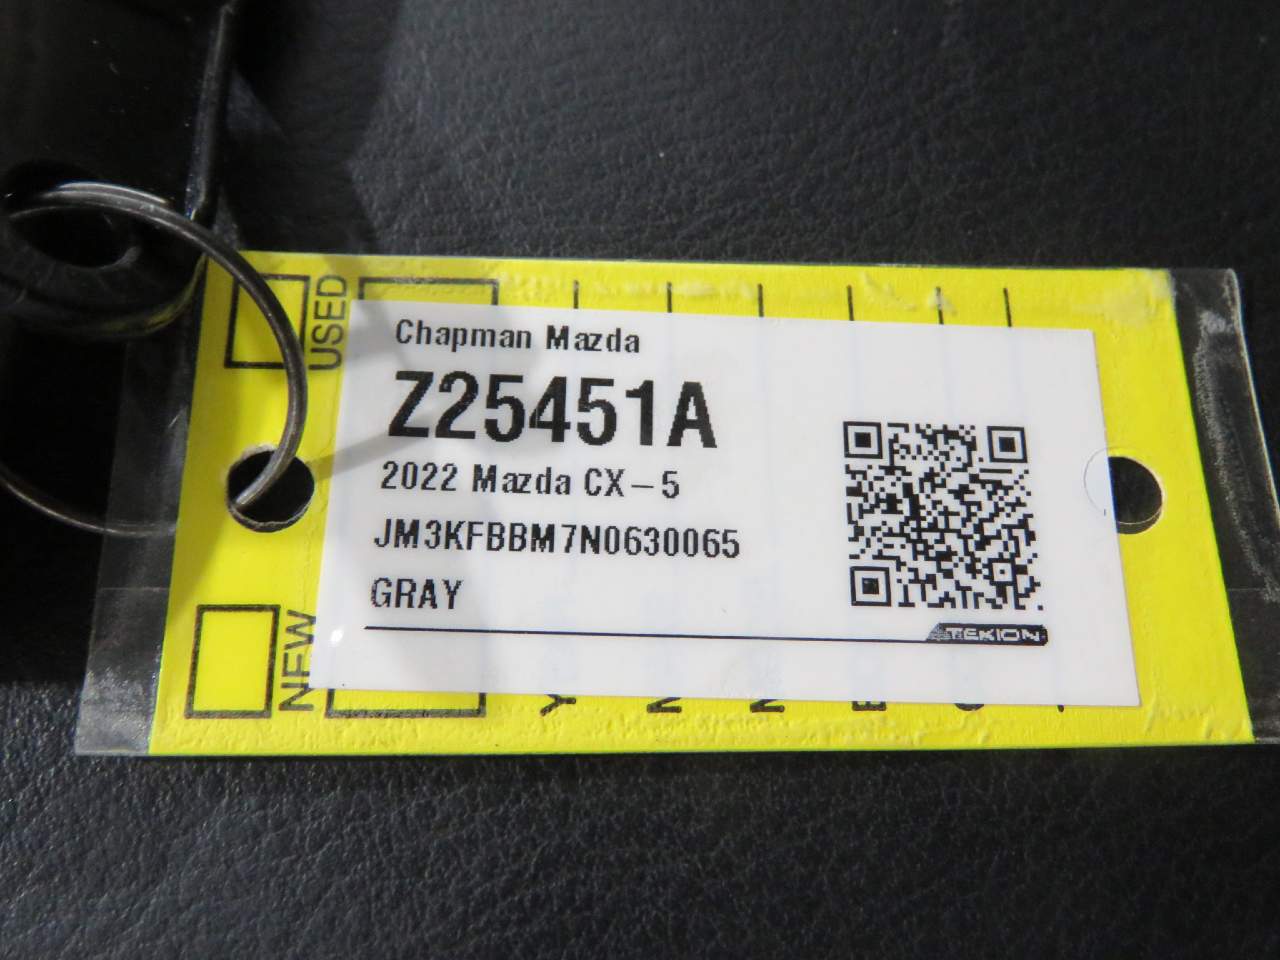 USED
Chapman Mazda
Z25451A
2022 Mazda CX-5
JM3KFBBM7N0630065
GRAY
TEKION
NEW